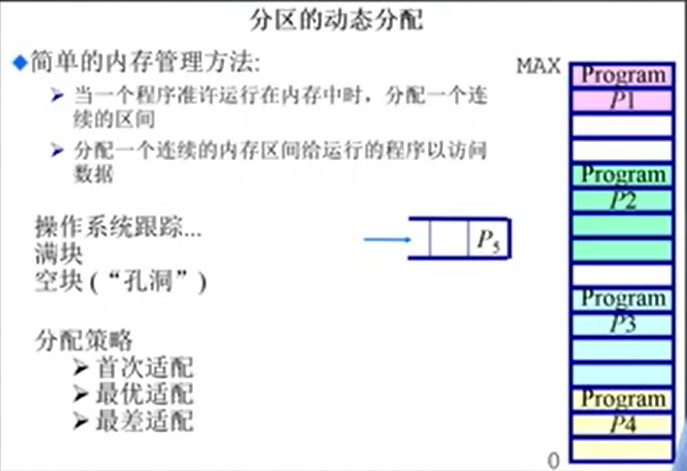 分区的动态分配
◆简单的内存管理方法:
➢ 当一个程序准许运行在内存中时，分配一个连
续的区间
➢ 分配一个连续的内存区间给运行的程序以访问
数据
操作系统跟踪...
满块
空块 (“孔洞”)
分配策略
➢ 首次适配
➢ 最优适配
➢ 最差适配
P5
MAX
Program
P1
Program
P2
Program
P3
Program
P4
0